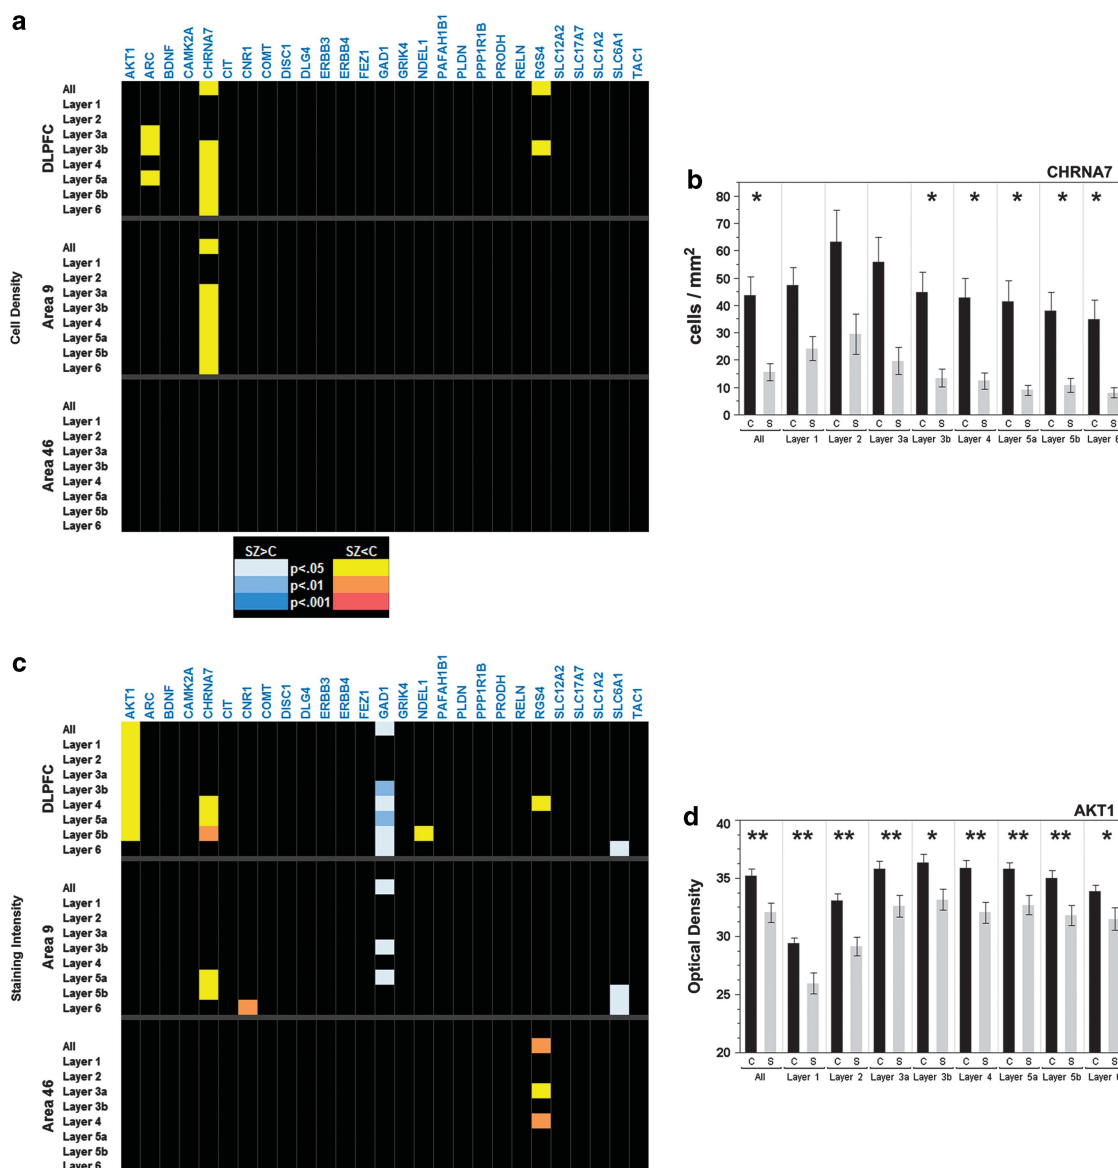 a
AKT1 ARC BDNF CAMK2A CHRNA7 CIT CNR1 COMT DISC1 DLG4 ERBB3 ERBB4 FEZ1 GAD1 GRIK4 NDEL1 PAFAH1B1 PLDN PPP1R1B PRODH RELN RGS4 SLC12A2 SLC17A7 SLC1A2 SLC6A1 TAC1
Cell Density
DLPFC
All
Layer 1
Layer 2
Layer 3a
Layer 3b
Layer 4
Layer 5a
Layer 5b
Layer 6
Area 9
All
Layer 1
Layer 2
Layer 3a
Layer 3b
Layer 4
Layer 5a
Layer 5b
Layer 6
Area 46
All
Layer 1
Layer 2
Layer 3a
Layer 3b
Layer 4
Layer 5a
Layer 5b
Layer 6
SZ>C SZ<C
p<.05
p<.01
p<.001
b
CHRNA7
cells / mm²
80
70
60
50
40
30
20
10
0
* * * * * *
C S C S C S C S C S C S C S C S C S
All Layer 1 Layer 2 Layer 3a Layer 3b Layer 4 Layer 5a Layer 5b Layer 6
c
AKT1 ARC BDNF CAMK2A CHRNA7 CIT CNR1 COMT DISC1 DLG4 ERBB3 ERBB4 FEZ1 GAD1 GRIK4 NDEL1 PAFAH1B1 PLDN PPP1R1B PRODH RELN RGS4 SLC12A2 SLC17A7 SLC1A2 SLC6A1 TAC1
Staining Intensity
DLPFC
All
Layer 1
Layer 2
Layer 3a
Layer 3b
Layer 4
Layer 5a
Layer 5b
Layer 6
Area 9
All
Layer 1
Layer 2
Layer 3a
Layer 3b
Layer 4
Layer 5a
Layer 5b
Layer 6
Area 46
All
Layer 1
Layer 2
Layer 3a
Layer 3b
Layer 4
Layer 5a
Layer 5b
Layer 6
d
AKT1
Optical Density
40
35
30
25
20
** ** ** ** * ** ** ** *
C S C S C S C S C S C S C S C S C S
All Layer 1 Layer 2 Layer 3a Layer 3b Layer 4 Layer 5a Layer 5b Layer 6